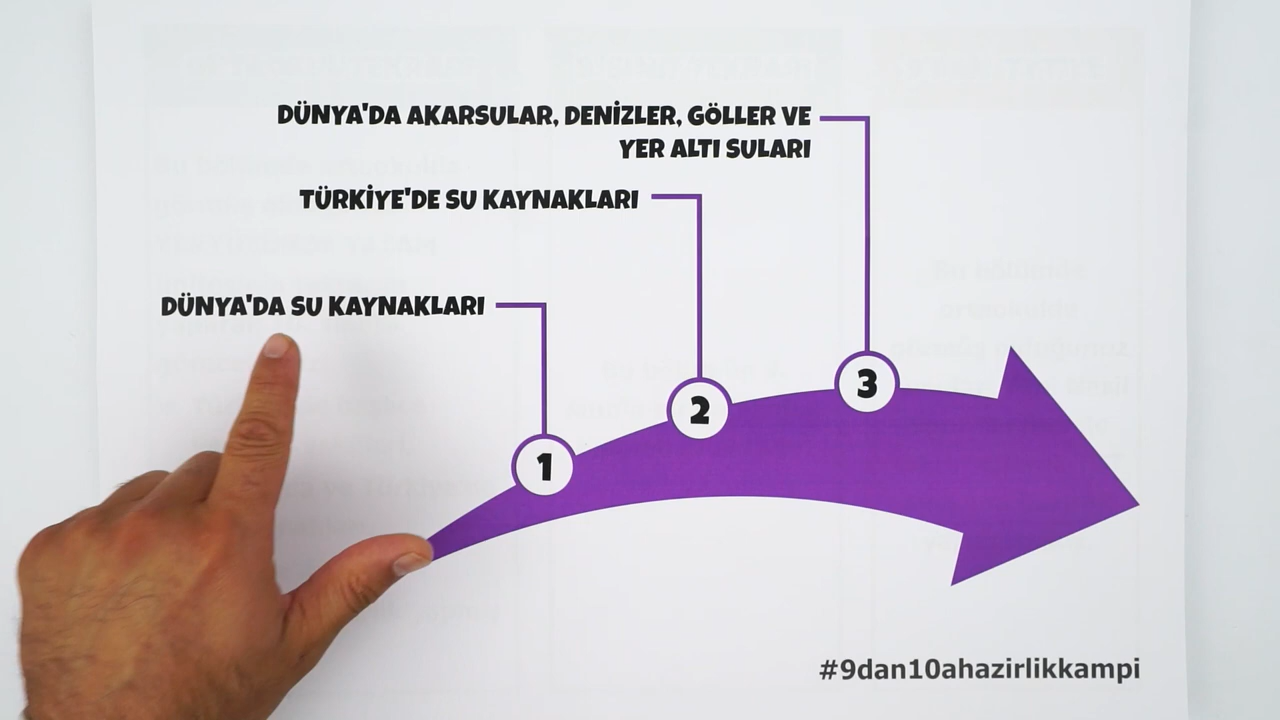 DÜNYA'DA AKARSULAR, DENİZLER, GÖLLER VE
YER ALTI SULARI
TÜRKİYE'DE SU KAYNAKLARI
DÜNYA'DA SU KAYNAKLARI
1
2
3
#9dan10ahazirlikkampi